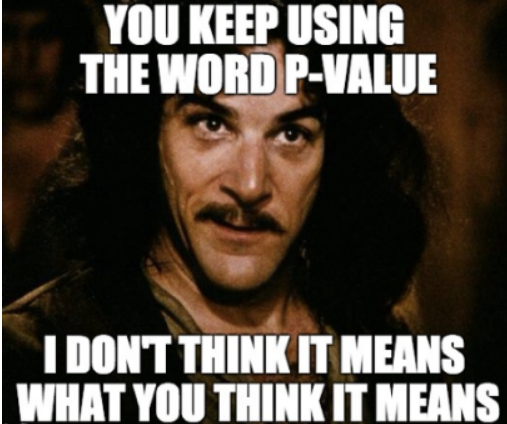 YOU KEEP USING
THE WORD P-VALUE
I DON'T THINK IT MEANS
WHAT YOU THINK IT MEANS